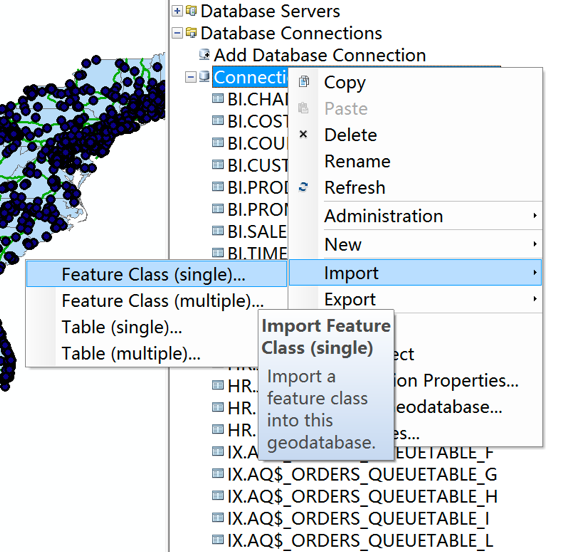 Database Servers
Database Connections
Add Database Connection
Connecti
BI.CHAN
BI.COST
BI.COU
BI.CUST
BI.PROD
BI.PRO
BI.SALE
BI.TIME
Copy
Paste
Delete
Rename
Refresh
Administration
New
Import
Export
ect
ion Properties...
eodatabase...
es...
Feature Class (single)...
Feature Class (multiple)...
Table (single)...
Table (multiple)...
Import Feature
Class (single)
Import a
feature class
into this
geodatabase.
HR.
HR.
HR.
IX.AQ$_ORDERS_QUEUETABLE_F
IX.AQ$_ORDERS_QUEUETABLE_G
IX.AQ$_ORDERS_QUEUETABLE_H
IX.AQ$_ORDERS_QUEUETABLE_I
IX.AQ$_ORDERS_QUEUETABLE_L